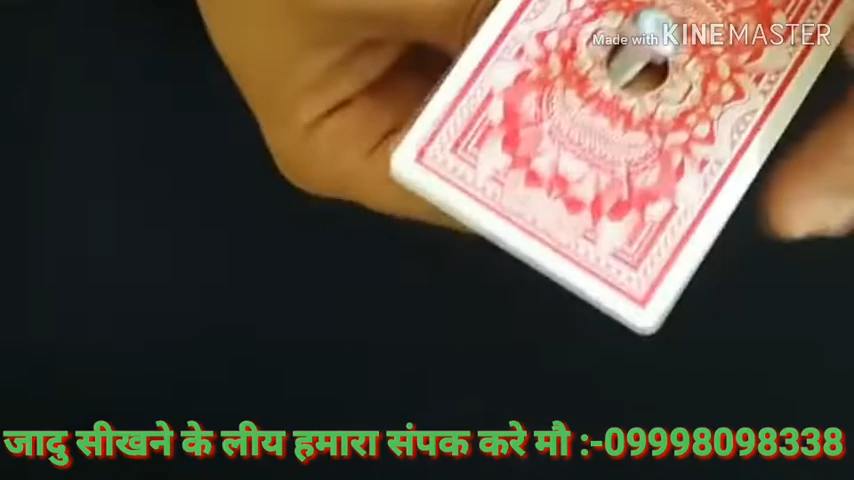 Made with KINEMASTER
जादु सीखने के लीय हमारा संपक करे मौ :-09998098338